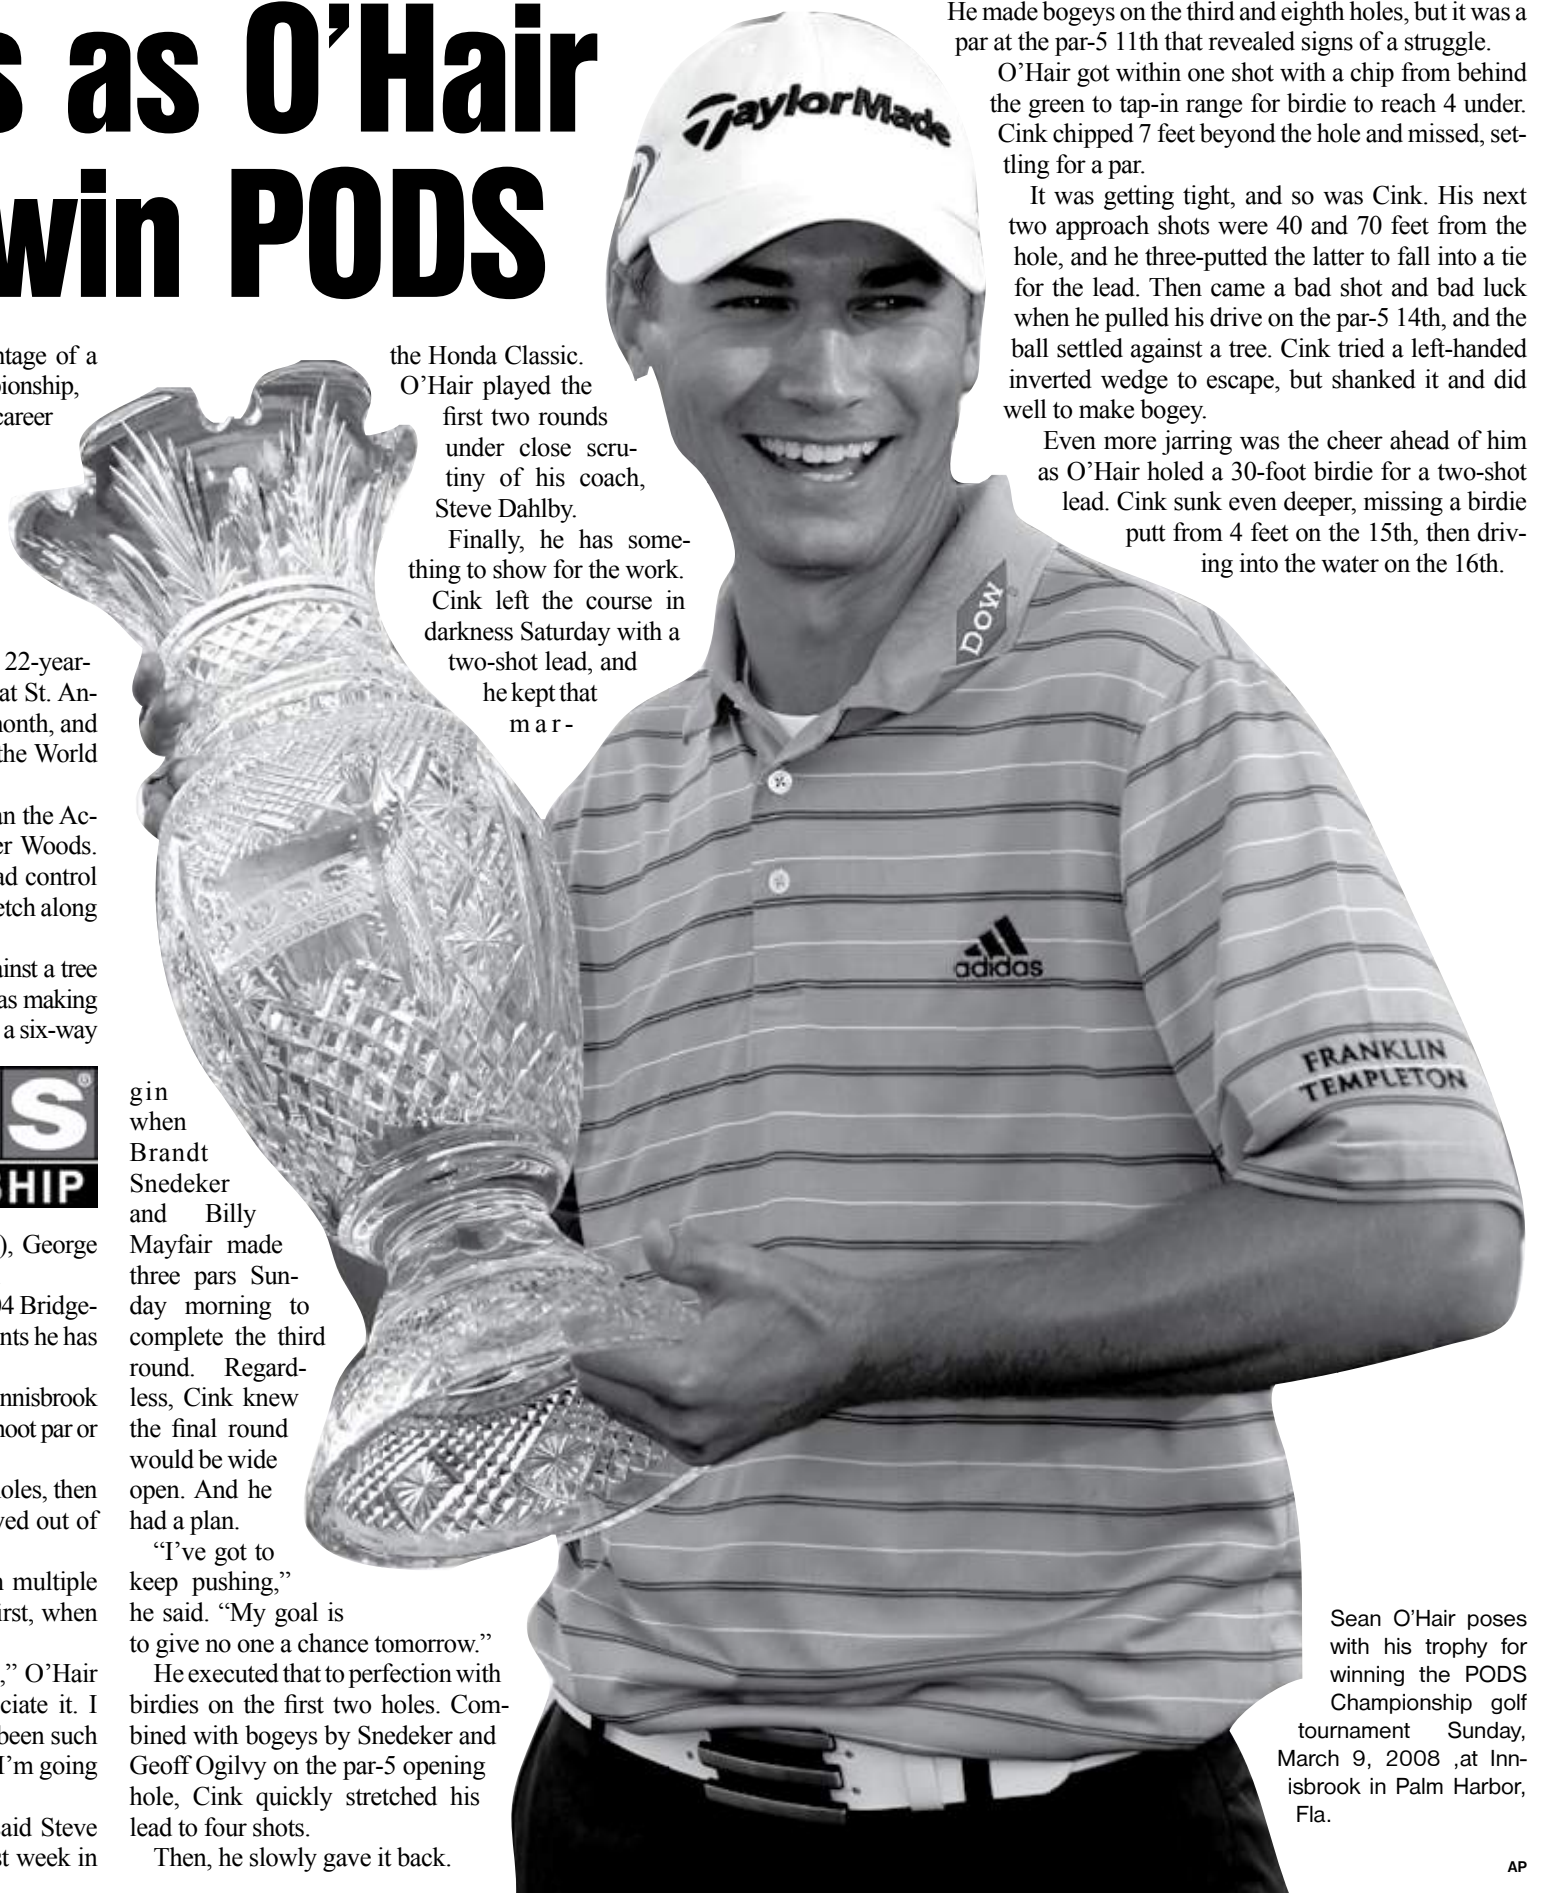 s as O’Hair
win PODS
ntage of a
ionship,
career
22-year-
at St. An-
month, and
the World
an the Ac-
er Woods.
ad control
etch along
ainst a tree
as making
a six-way
S®
SHIP
), George
04 Bridge-
nts he has
nnisbrook
hoot par or
oles, then
yed out of
n multiple
irst, when
,” O’Hair
ciate it. I
been such
I’m going
aid Steve
st week in
the Honda Classic.
O’Hair played the
first two rounds
under close scru-
tiny of his coach,
Steve Dahlby.
Finally, he has some-
thing to show for the work.
Cink left the course in
darkness Saturday with a
two-shot lead, and
he kept that
mar-
gin
when
Brandt
Snedeker
and Billy
Mayfair made
three pars Sun-
day morning to
complete the third
round. Regard-
less, Cink knew
the final round
would be wide
open. And he
had a plan.
“I’ve got to
keep pushing,”
he said. “My goal is
to give no one a chance tomorrow.”
He executed that to perfection with
birdies on the first two holes. Com-
bined with bogeys by Snedeker and
Geoff Ogilvy on the par-5 opening
hole, Cink quickly stretched his
lead to four shots.
Then, he slowly gave it back.
He made bogeys on the third and eighth holes, but it was a
par at the par-5 11th that revealed signs of a struggle.
O’Hair got within one shot with a chip from behind
the green to tap-in range for birdie to reach 4 under.
Cink chipped 7 feet beyond the hole and missed, set-
tling for a par.
It was getting tight, and so was Cink. His next
two approach shots were 40 and 70 feet from the
hole, and he three-putted the latter to fall into a tie
for the lead. Then came a bad shot and bad luck
when he pulled his drive on the par-5 14th, and the
ball settled against a tree. Cink tried a left-handed
inverted wedge to escape, but shanked it and did
well to make bogey.
Even more jarring was the cheer ahead of him
as O’Hair holed a 30-foot birdie for a two-shot
lead. Cink sunk even deeper, missing a birdie
putt from 4 feet on the 15th, then driv-
ing into the water on the 16th.
TaylorMade
DOW
adidas
FRANKLIN
TEMPLETON
Sean O’Hair poses
with his trophy for
winning the PODS
Championship golf
tournament Sunday,
March 9, 2008 ,at Inn-
isbrook in Palm Harbor,
Fla.
AP